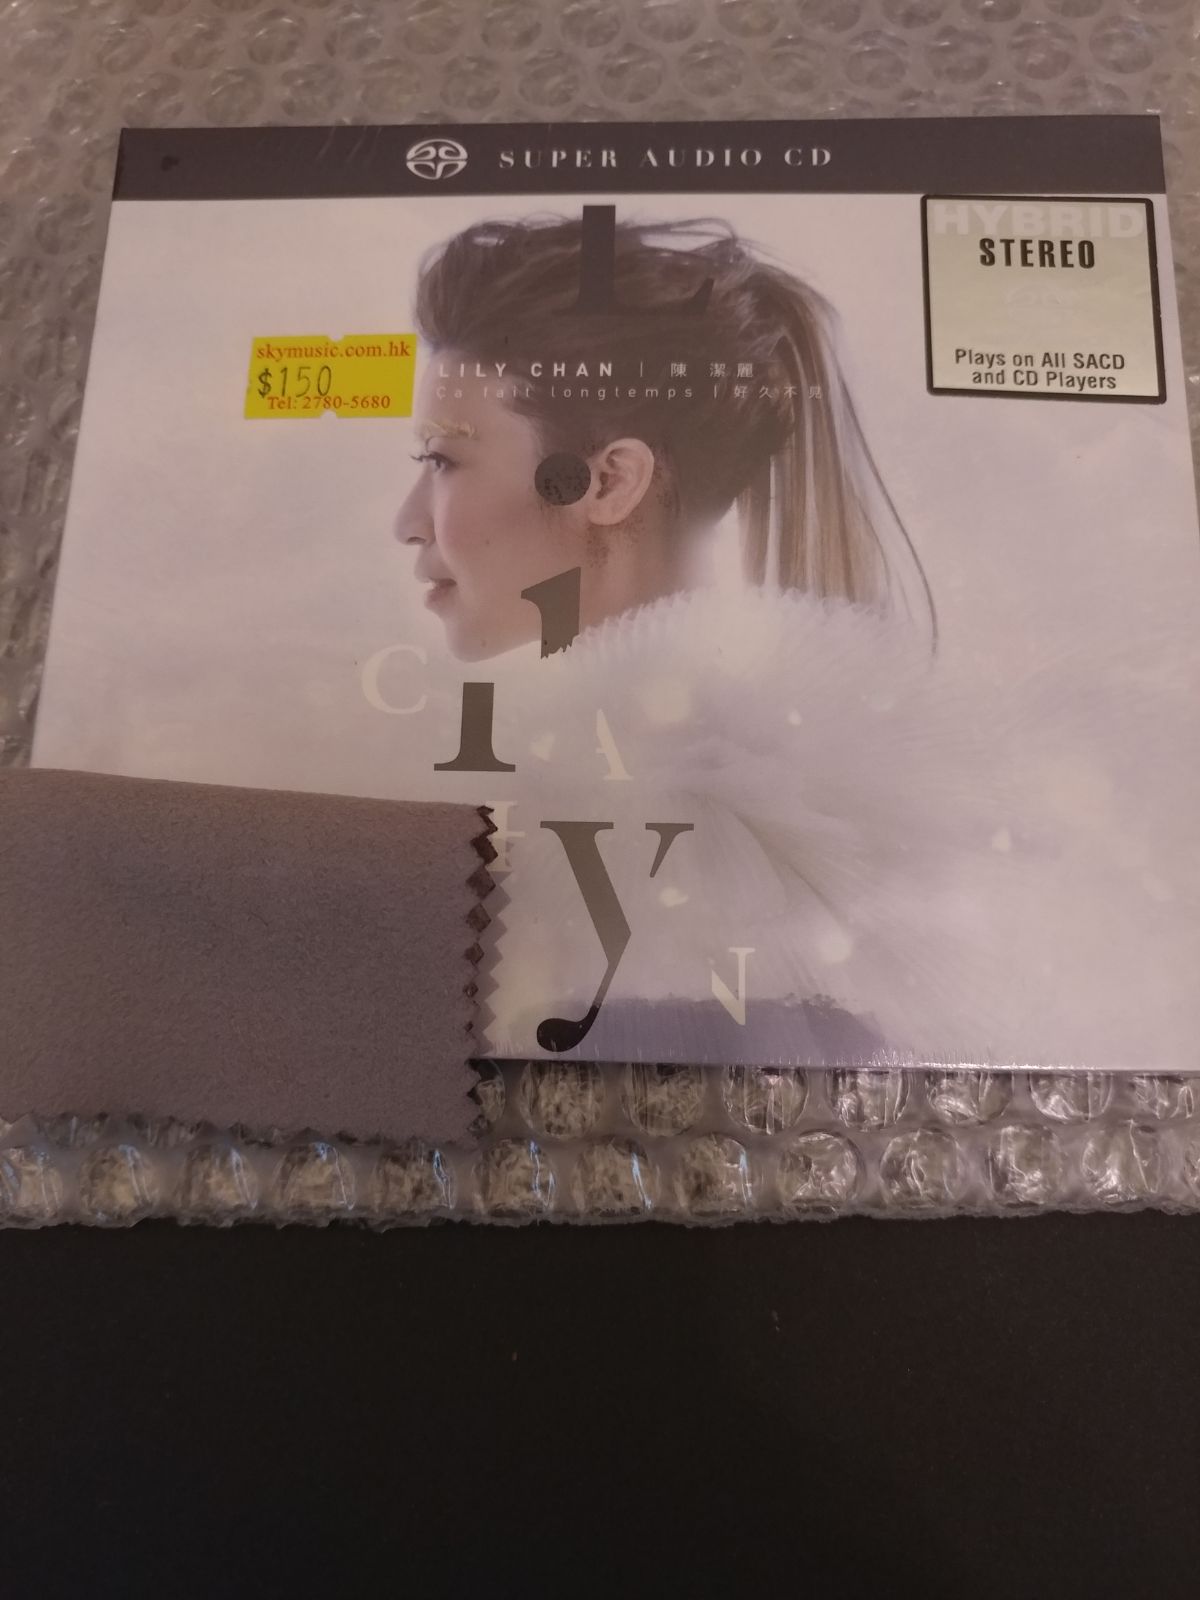 SUPER AUDIO CD
HYBRID
STEREO
Plays on All SACD
and CD Players
skymusic.com.hk
$150
Tel: 2780-5680
LILY CHAN | 陳潔麗
Ça fait longtemps | 好久不見
L
i
l
y
C
H
A
N